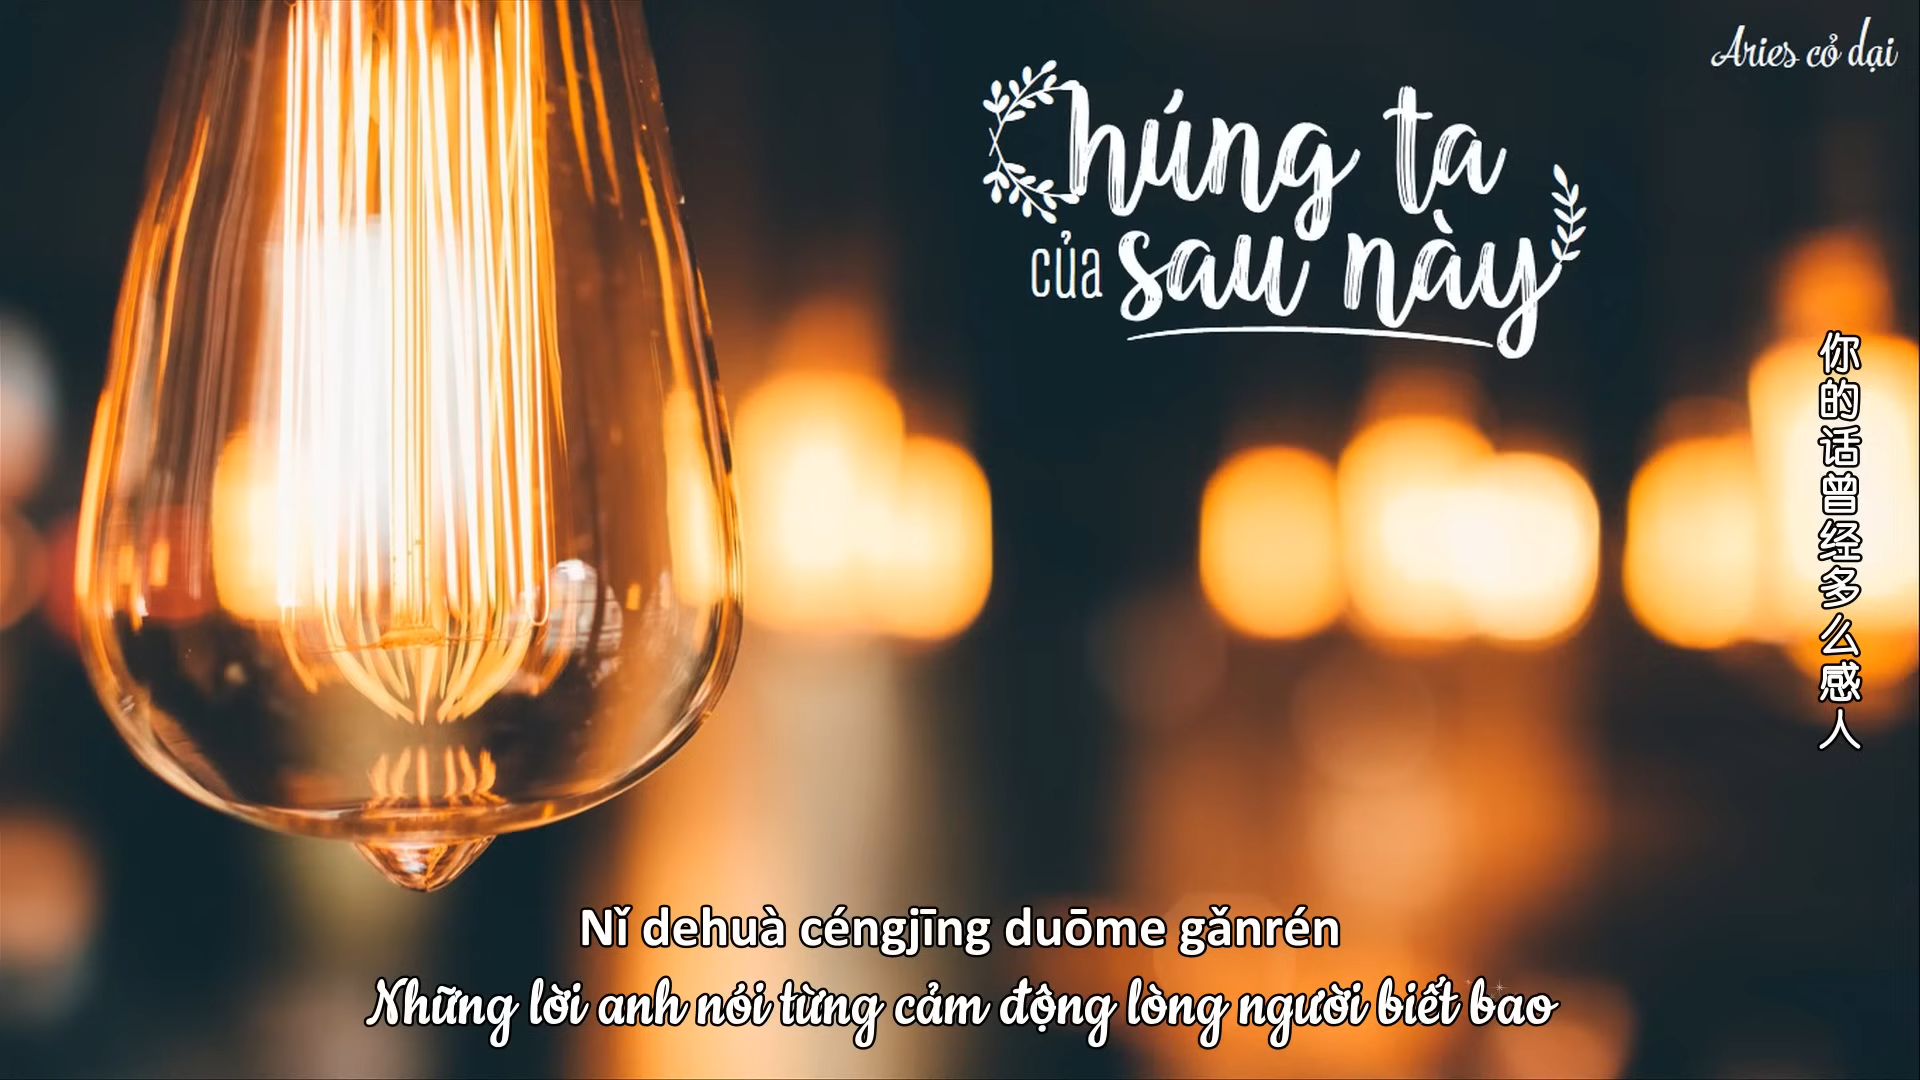 Aries cỏ dại
Chúng ta
của sau này
你的话曾经多么感人
Nǐ dehuà céngjīng duōme gǎnrén
Những lời anh nói từng cảm động lòng người biết bao